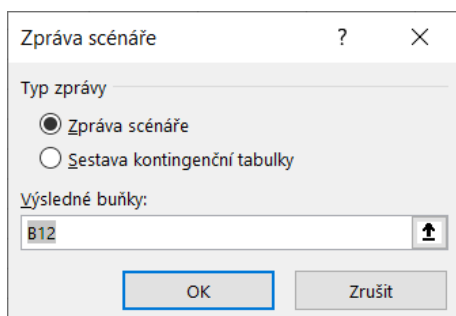 Zpráva scénáře ?
Typ zprávy
Zpráva scénáře
Sestava kontingenční tabulky
Výsledné buňky:
B12
OK Zrušit